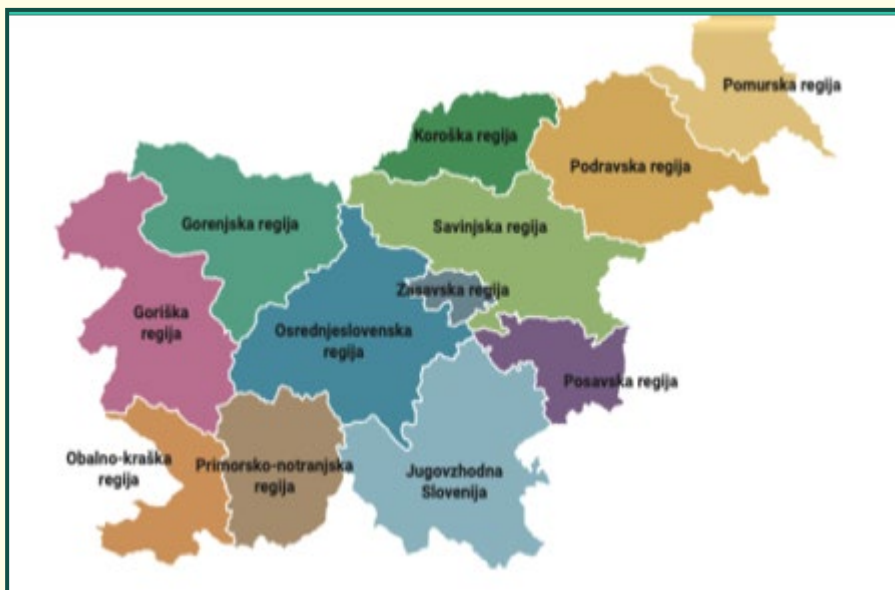 Pomurska regija
Koroška regija
Podravska regija
Gorenjska regija
Savinjska regija
Zasavska regija
Goriška
regija
Osrednjeslovenska
regija
Posavska regija
Obalno-kraška
regija
Primorsko-notranjska
regija
Jugovzhodna
Slovenija